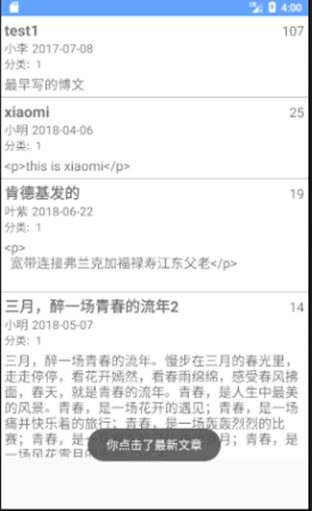 4:00
test1 107
小李 2017-07-08
分类: 1
最早写的博文
xiaomi 25
小明 2018-04-06
分类: 1
<p>this is xiaomi</p>
肯德基发的 19
叶紫 2018-06-22
分类: 1
<p>
宽带连接弗兰克加福禄寿江东父老</p>
三月，醉一场青春的流年2 14
小明 2018-05-07
分类: 1
三月，醉一场青春的流年。慢步在三月的春光里，
走走停停，看花开嫣然，看春雨绵绵，感受春风拂
面，春天，就是青春的流年。青春，是人生中最美
的风景。青春，是一场花开的遇见；青春，是一场
痛并快乐着的旅行；青春，是一场轰轰烈烈的比
赛；青春，是一 月；青春，是一
场风花雪月的
你点击了最新文章